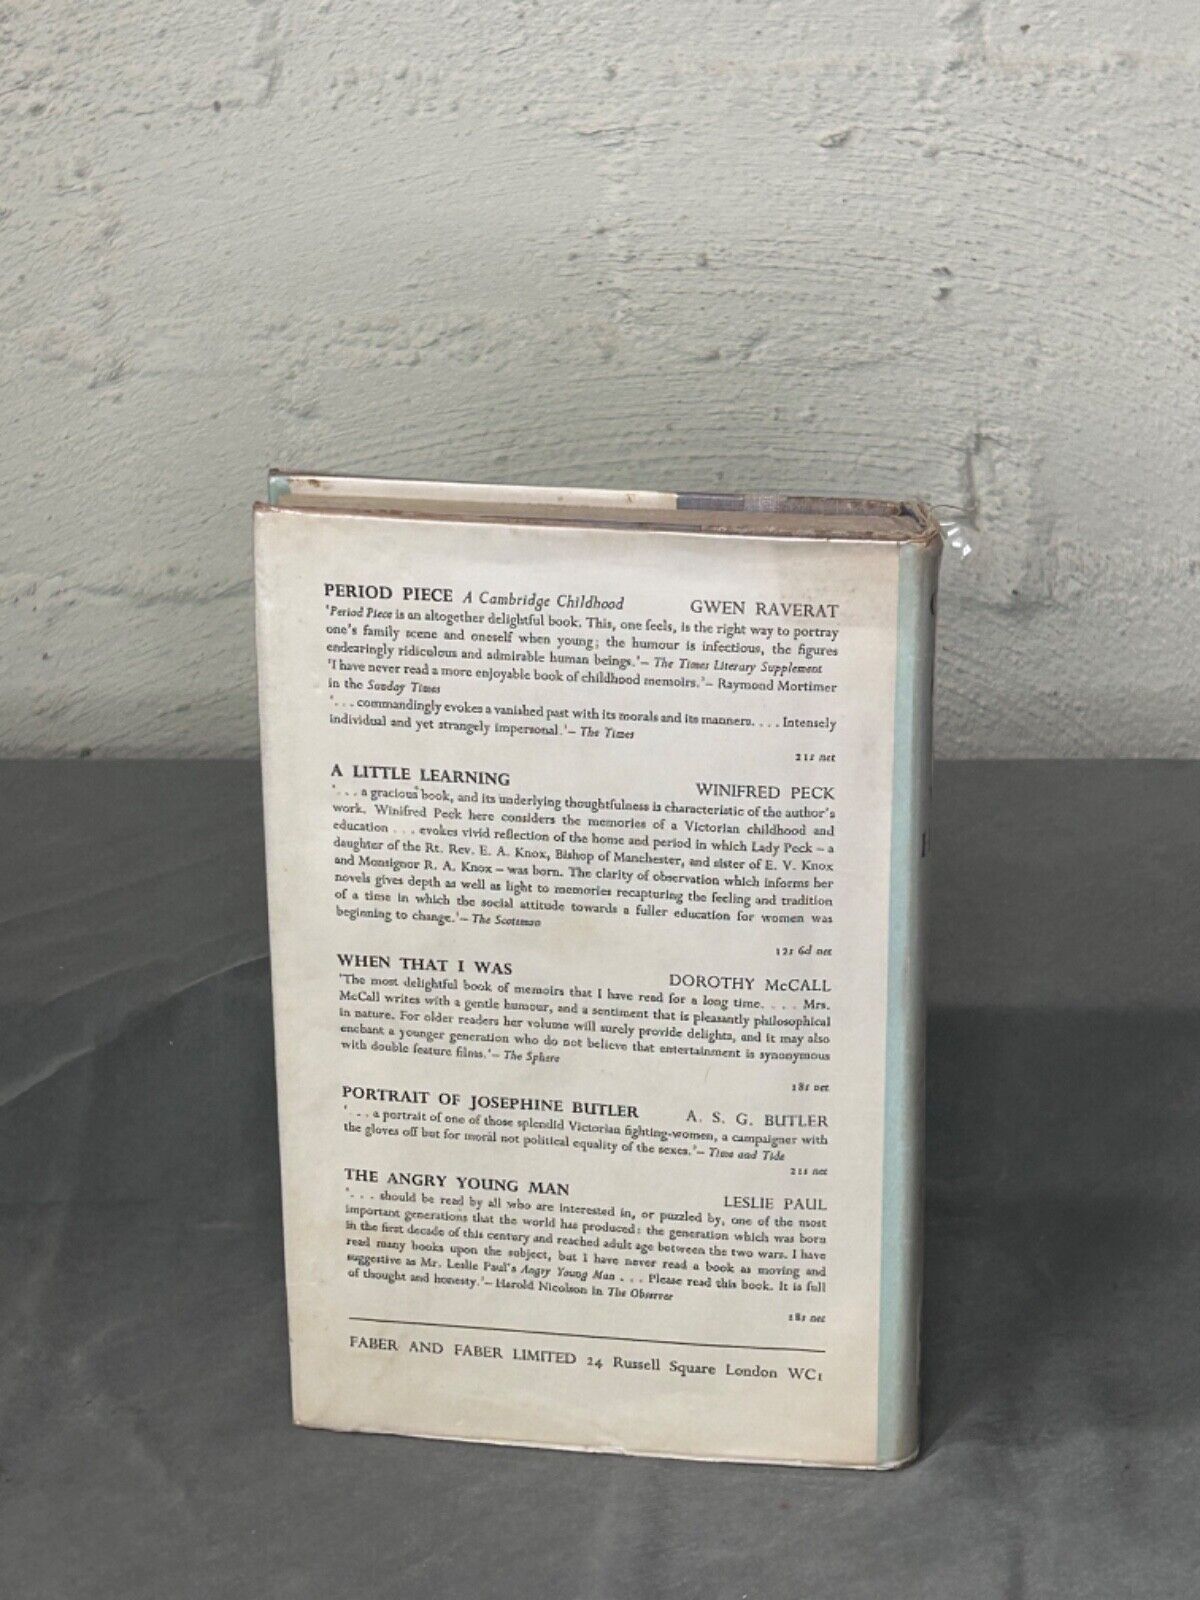 PERIOD PIECE A Cambridge Childhood GWEN RAVERAT
'Period Piece is an altogether delightful book. This, one feels, is the right way to portray
one's family scene and oneself when young; the humour is infectious, the figures
endearingly ridiculous and admirable human beings.'– The Times Literary Supplement
'I have never read a more enjoyable book of childhood memoirs.'– Raymond Mortimer
in the Sunday Times
'. . . commandingly evokes a vanished past with its morals and its manners. . . . Intensely
individual and yet strangely impersonal.'– The Times
21s net
A LITTLE LEARNING WINIFRED PECK
'. . . a gracious book, and its underlying thoughtfulness is characteristic of the author's
work. Winifred Peck here considers the memories of a Victorian childhood and
education . . . evokes vivid reflection of the home and period in which Lady Peck – a
daughter of the Rt. Rev. E. A. Knox, Bishop of Manchester, and sister of E. V. Knox
and Monsignor R. A. Knox – was born. The clarity of observation which informs her
novels gives depth as well as light to memories recapturing the feeling and tradition
of a time in which the social attitude towards a fuller education for women was
beginning to change.'– The Scotsman
12s 6d net
WHEN THAT I WAS DOROTHY McCALL
'The most delightful book of memoirs that I have read for a long time. . . . Mrs.
McCall writes with a gentle humour, and a sentiment that is pleasantly philosophical
in nature. For older readers her volume will surely provide delights, and it may also
enchant a younger generation who do not believe that entertainment is synonymous
with double feature films.'– The Sphere
18s net
PORTRAIT OF JOSEPHINE BUTLER A. S. G. BUTLER
'. . . a portrait of one of those splendid Victorian fighting-women, a campaigner with
the gloves off but for moral not political equality of the sexes.'– Time and Tide
21s net
THE ANGRY YOUNG MAN LESLIE PAUL
'. . . should be read by all who are interested in, or puzzled by, one of the most
important generations that the world has produced: the generation which was born
in the first decade of this century and reached adult age between the two wars. I have
read many books upon the subject, but I have never read a book as moving and
suggestive as Mr. Leslie Paul's Angry Young Man . . . Please read this book. It is full
of thought and honesty.'– Harold Nicolson in The Observer
18s net
FABER AND FABER LIMITED 24 Russell Square London WC1